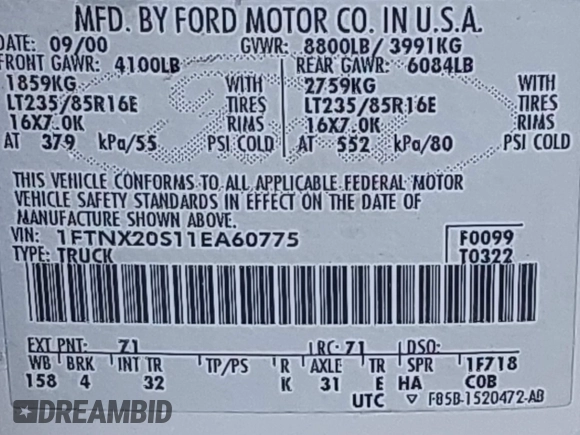 MFD. BY FORD MOTOR CO. IN U.S.A.
DATE: 09/00 GVWR: 8800LB/ 3991KG
FRONT GAWR: 4100LB REAR GAWR: 6084LB
1859KG WITH 2759KG WITH
LT235/85R16E TIRES LT235/85R16E TIRES
16X7.0K RIMS 16X7.0K RIMS
AT 379 kPa/55 PSI COLD AT 552 kPa/80 PSI COLD
THIS VEHICLE CONFORMS TO ALL APPLICABLE FEDERAL MOTOR
VEHICLE SAFETY STANDARDS IN EFFECT ON THE DATE OF
MANUFACTURE SHOWN ABOVE.
VIN: 1FTNX20S11EA60775 F0099
TYPE: TRUCK T0322
EXT PNT: Z1 RC: 71 DSO:
WB BRK INT TR TP/PS R AXLE TR SPR 1F718
158 4 32 K 31 E HA COB
UTC ▽ F85B-1520472-AB
DREAMBID